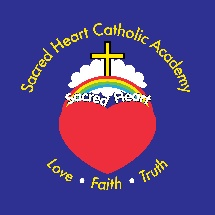 Sacred Heart Catholic Academy
Sacred Heart
Love • Faith • Truth